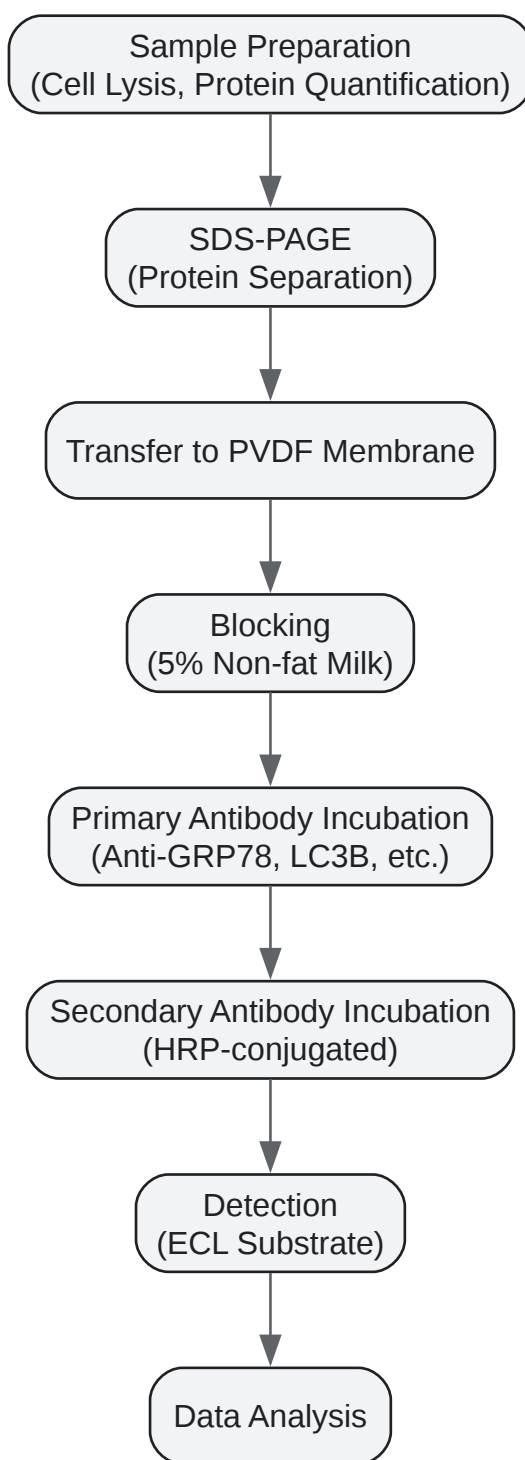 Sample Preparation
(Cell Lysis, Protein Quantification)
SDS-PAGE
(Protein Separation)
Transfer to PVDF Membrane
Blocking
(5% Non-fat Milk)
Primary Antibody Incubation
(Anti-GRP78, LC3B, etc.)
Secondary Antibody Incubation
(HRP-conjugated)
Detection
(ECL Substrate)
Data Analysis